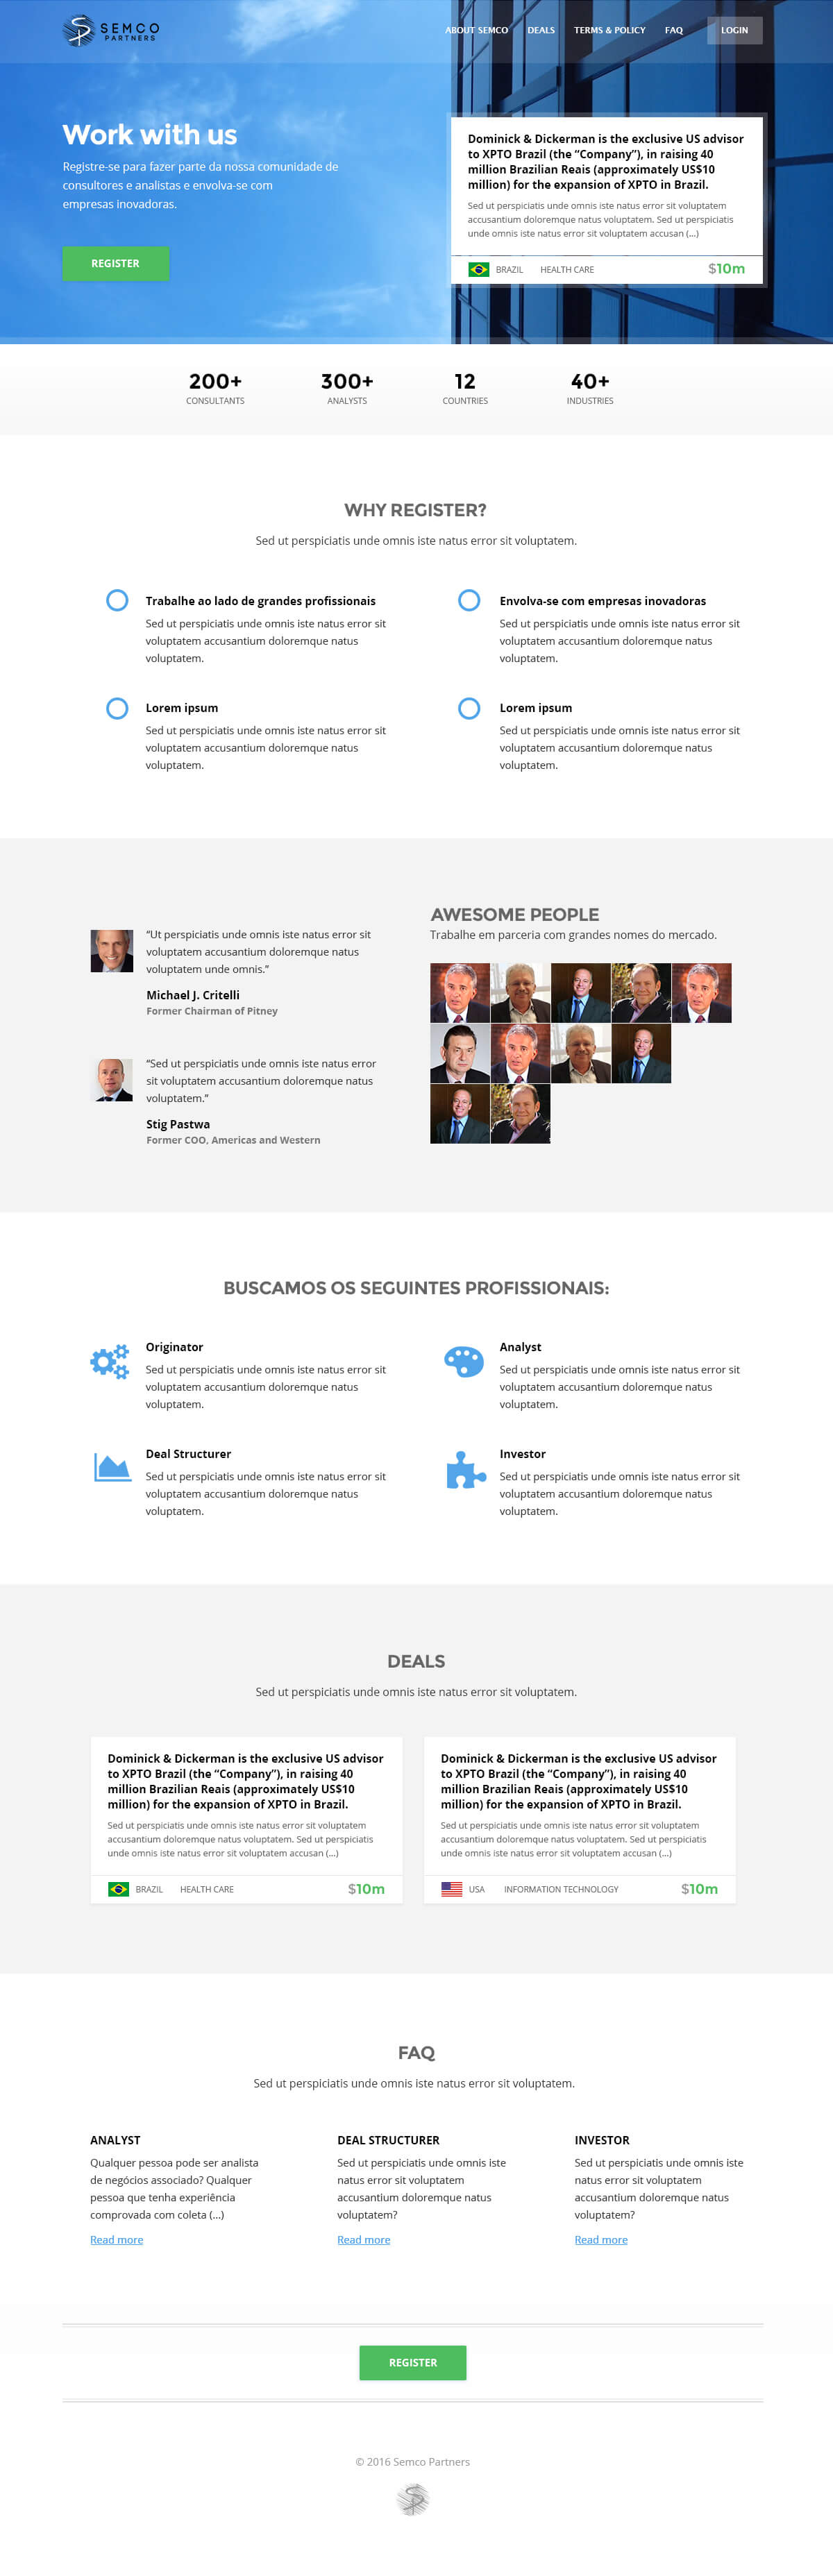 SEMCO
PARTNERS
ABOUT SEMCO DEALS TERMS & POLICY FAQ LOGIN
Work with us
Registre-se para fazer parte da nossa comunidade de
consultores e analistas e envolva-se com
empresas inovadoras.
REGISTER
Dominick & Dickerman is the exclusive US advisor
to XPTO Brazil (the “Company”), in raising 40
million Brazilian Reais (approximately US$10
million) for the expansion of XPTO in Brazil.
Sed ut perspiciatis unde omnis iste natus error sit voluptatem
accusantium doloremque natus voluptatem. Sed ut perspiciatis
unde omnis iste natus error sit voluptatem accusan (...)
BRAZIL HEALTH CARE $10m
200+ 300+ 12 40+
CONSULTANTS ANALYSTS COUNTRIES INDUSTRIES
WHY REGISTER?
Sed ut perspiciatis unde omnis iste natus error sit voluptatem.
Trabalhe ao lado de grandes profissionais
Sed ut perspiciatis unde omnis iste natus error sit
voluptatem accusantium doloremque natus
voluptatem.
Envolva-se com empresas inovadoras
Sed ut perspiciatis unde omnis iste natus error sit
voluptatem accusantium doloremque natus
voluptatem.
Lorem ipsum
Sed ut perspiciatis unde omnis iste natus error sit
voluptatem accusantium doloremque natus
voluptatem.
Lorem ipsum
Sed ut perspiciatis unde omnis iste natus error sit
voluptatem accusantium doloremque natus
voluptatem.
“Ut perspiciatis unde omnis iste natus error sit
voluptatem accusantium doloremque natus
voluptatem unde omnis.”
Michael J. Critelli
Former Chairman of Pitney
“Sed ut perspiciatis unde omnis iste natus error
sit voluptatem accusantium doloremque natus
voluptatem.”
Stig Pastwa
Former COO, Americas and Western
AWESOME PEOPLE
Trabalhe em parceria com grandes nomes do mercado.
BUSCAMOS OS SEGUINTES PROFISSIONAIS:
Originator
Sed ut perspiciatis unde omnis iste natus error sit
voluptatem accusantium doloremque natus
voluptatem.
Analyst
Sed ut perspiciatis unde omnis iste natus error sit
voluptatem accusantium doloremque natus
voluptatem.
Deal Structurer
Sed ut perspiciatis unde omnis iste natus error sit
voluptatem accusantium doloremque natus
voluptatem.
Investor
Sed ut perspiciatis unde omnis iste natus error sit
voluptatem accusantium doloremque natus
voluptatem.
DEALS
Sed ut perspiciatis unde omnis iste natus error sit voluptatem.
Dominick & Dickerman is the exclusive US advisor
to XPTO Brazil (the “Company”), in raising 40
million Brazilian Reais (approximately US$10
million) for the expansion of XPTO in Brazil.
Sed ut perspiciatis unde omnis iste natus error sit voluptatem
accusantium doloremque natus voluptatem. Sed ut perspiciatis
unde omnis iste natus error sit voluptatem accusan (...)
BRAZIL HEALTH CARE $10m
Dominick & Dickerman is the exclusive US advisor
to XPTO Brazil (the “Company”), in raising 40
million Brazilian Reais (approximately US$10
million) for the expansion of XPTO in Brazil.
Sed ut perspiciatis unde omnis iste natus error sit voluptatem
accusantium doloremque natus voluptatem. Sed ut perspiciatis
unde omnis iste natus error sit voluptatem accusan (...)
USA INFORMATION TECHNOLOGY $10m
FAQ
Sed ut perspiciatis unde omnis iste natus error sit voluptatem.
ANALYST
Qualquer pessoa pode ser analista
de negócios associado? Qualquer
pessoa que tenha experiência
comprovada com coleta (...)
Read more
DEAL STRUCTURER
Sed ut perspiciatis unde omnis iste
natus error sit voluptatem
accusantium doloremque natus
voluptatem?
Read more
INVESTOR
Sed ut perspiciatis unde omnis iste
natus error sit voluptatem
accusantium doloremque natus
voluptatem?
Read more
REGISTER
© 2016 Semco Partners